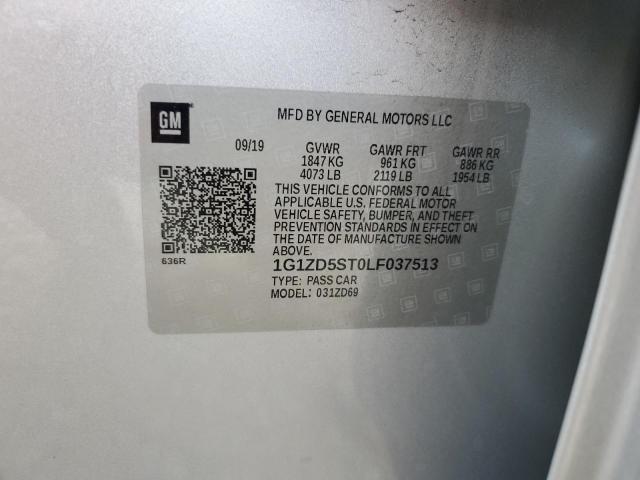 GM
MFD BY GENERAL MOTORS LLC
09/19 GVWR GAWR FRT GAWR RR
1847 KG 961 KG 886 KG
4073 LB 2119 LB 1954 LB
THIS VEHICLE CONFORMS TO ALL
APPLICABLE U.S. FEDERAL MOTOR
VEHICLE SAFETY, BUMPER, AND THEFT
PREVENTION STANDARDS IN EFFECT ON
THE DATE OF MANUFACTURE SHOWN
ABOVE.
636R
1G1ZD5ST0LF037513
TYPE: PASS CAR
MODEL: 031ZD69